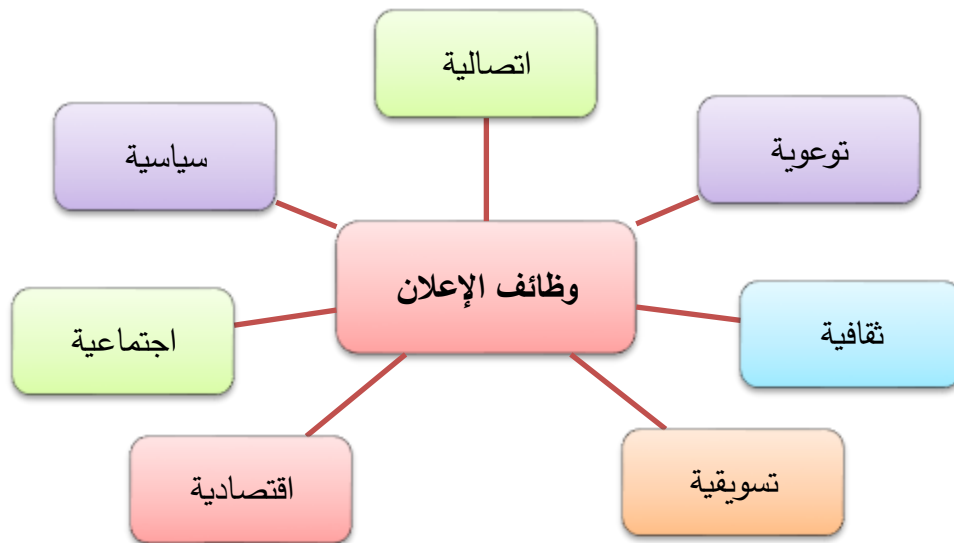 اتصالية
توعوية
سياسية
وظائف الإعلان
ثقافية
اجتماعية
تسويقية
اقتصادية